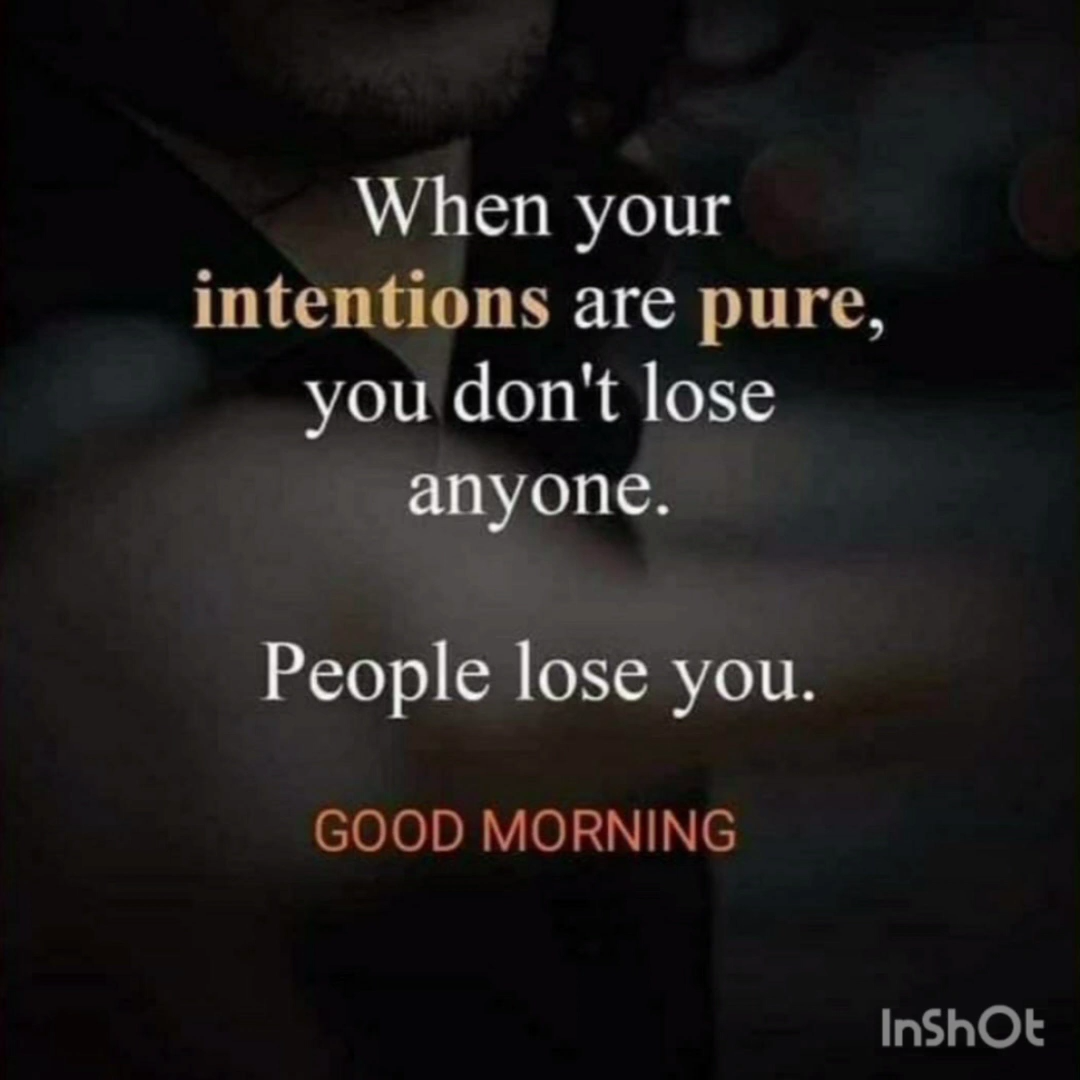 When your
intentions are pure,
you don't lose
anyone.
People lose you.
GOOD MORNING
InShOt